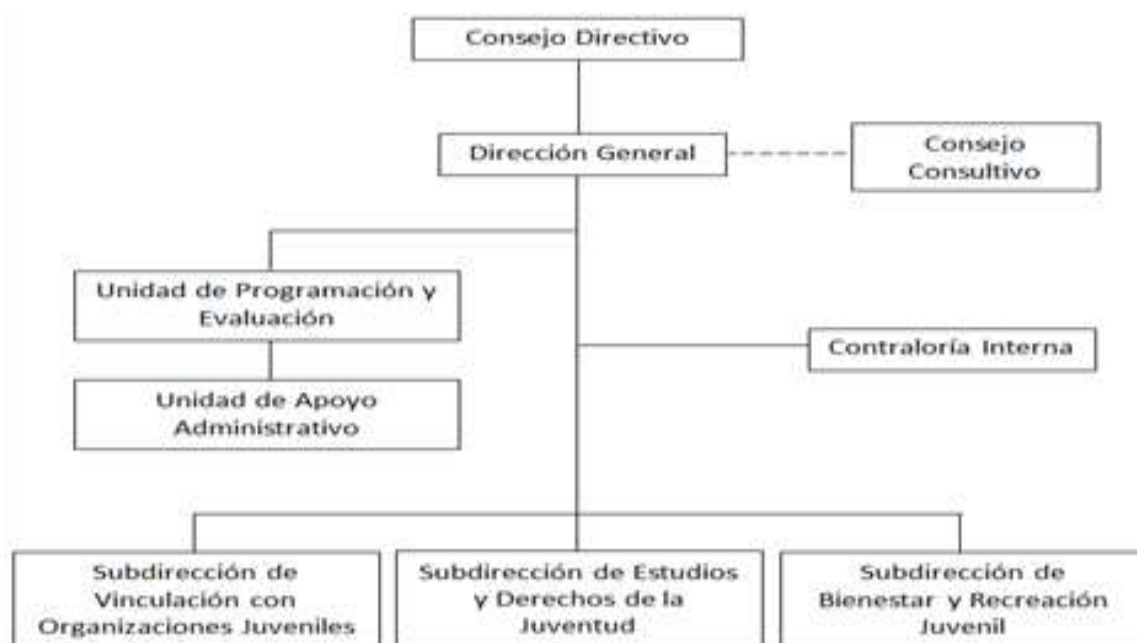 Consejo Directivo
Dirección General
Consejo
Consultivo
Unidad de Programación y
Evaluación
Contraloría Interna
Unidad de Apoyo
Administrativo
Subdirección de
Vinculación con
Organizaciones Juveniles
Subdirección de Estudios
y Derechos de la
Juventud
Subdirección de
Bienestar y Recreación
Juvenil